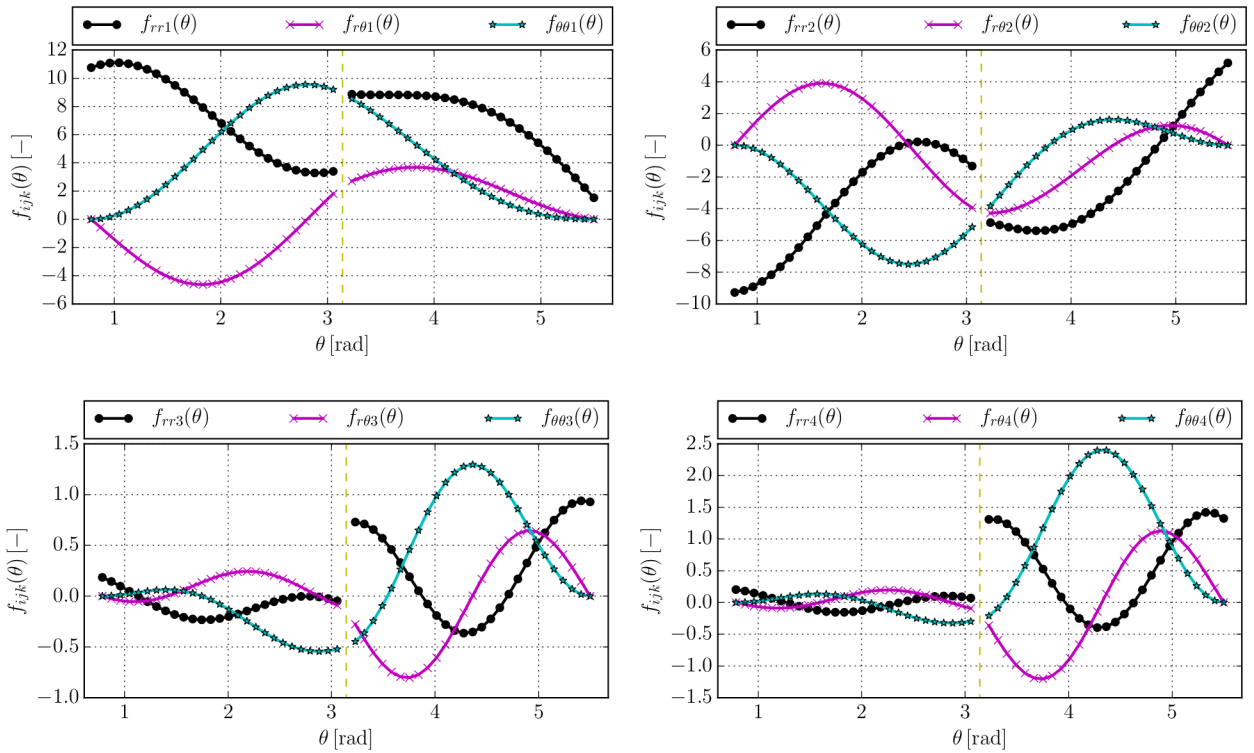 f_{rr1}(θ) f_{rθ1}(θ) f_{θθ1}(θ)
12
10
8
6
4
2
0
−2
−4
−6
f_{ijk}(θ) [−]
1 2 3 4 5
θ [rad]
f_{rr2}(θ) f_{rθ2}(θ) f_{θθ2}(θ)
6
4
2
0
−2
−4
−6
−8
−10
f_{ijk}(θ) [−]
1 2 3 4 5
θ [rad]
f_{rr3}(θ) f_{rθ3}(θ) f_{θθ3}(θ)
1.5
1.0
0.5
0.0
−0.5
−1.0
f_{ijk}(θ) [−]
1 2 3 4 5
θ [rad]
f_{rr4}(θ) f_{rθ4}(θ) f_{θθ4}(θ)
2.5
2.0
1.5
1.0
0.5
0.0
−0.5
−1.0
−1.5
f_{ijk}(θ) [−]
1 2 3 4 5
θ [rad]